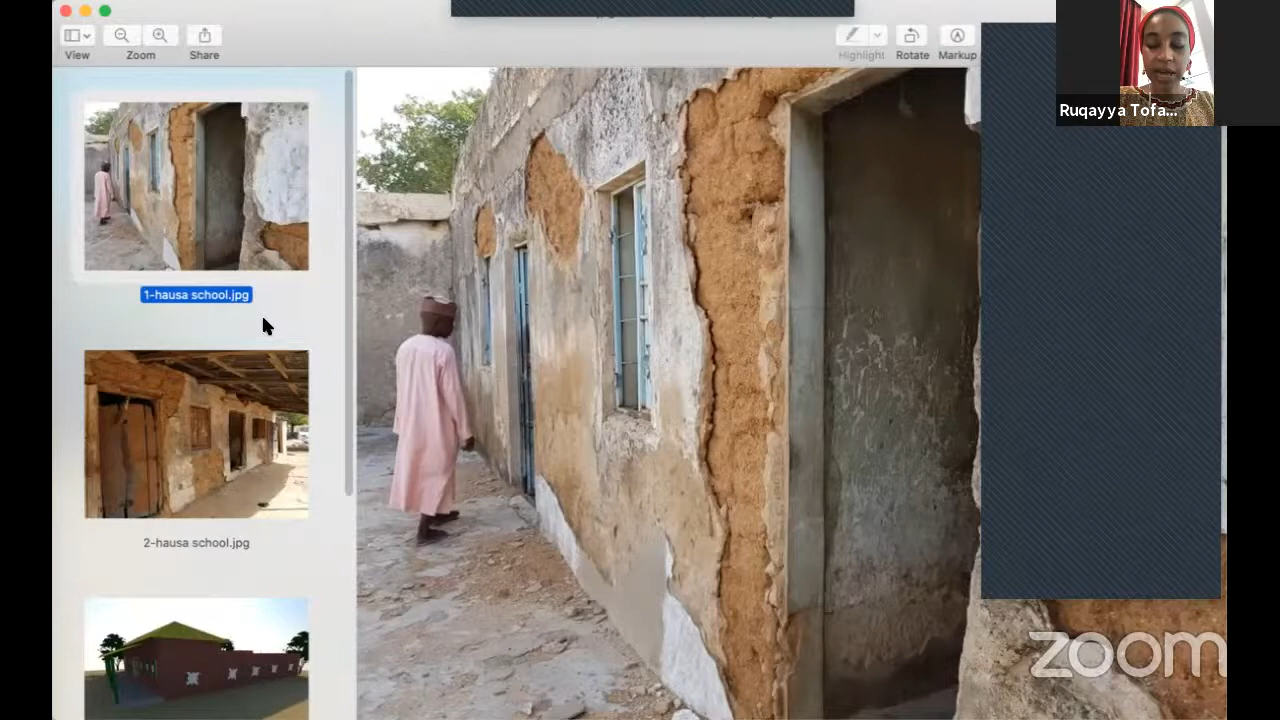 View
Zoom
Share
Highlight
Rotate
Markup
Ruqayya Tofa...
1-hausa school.jpg
2-hausa school.jpg
zoom